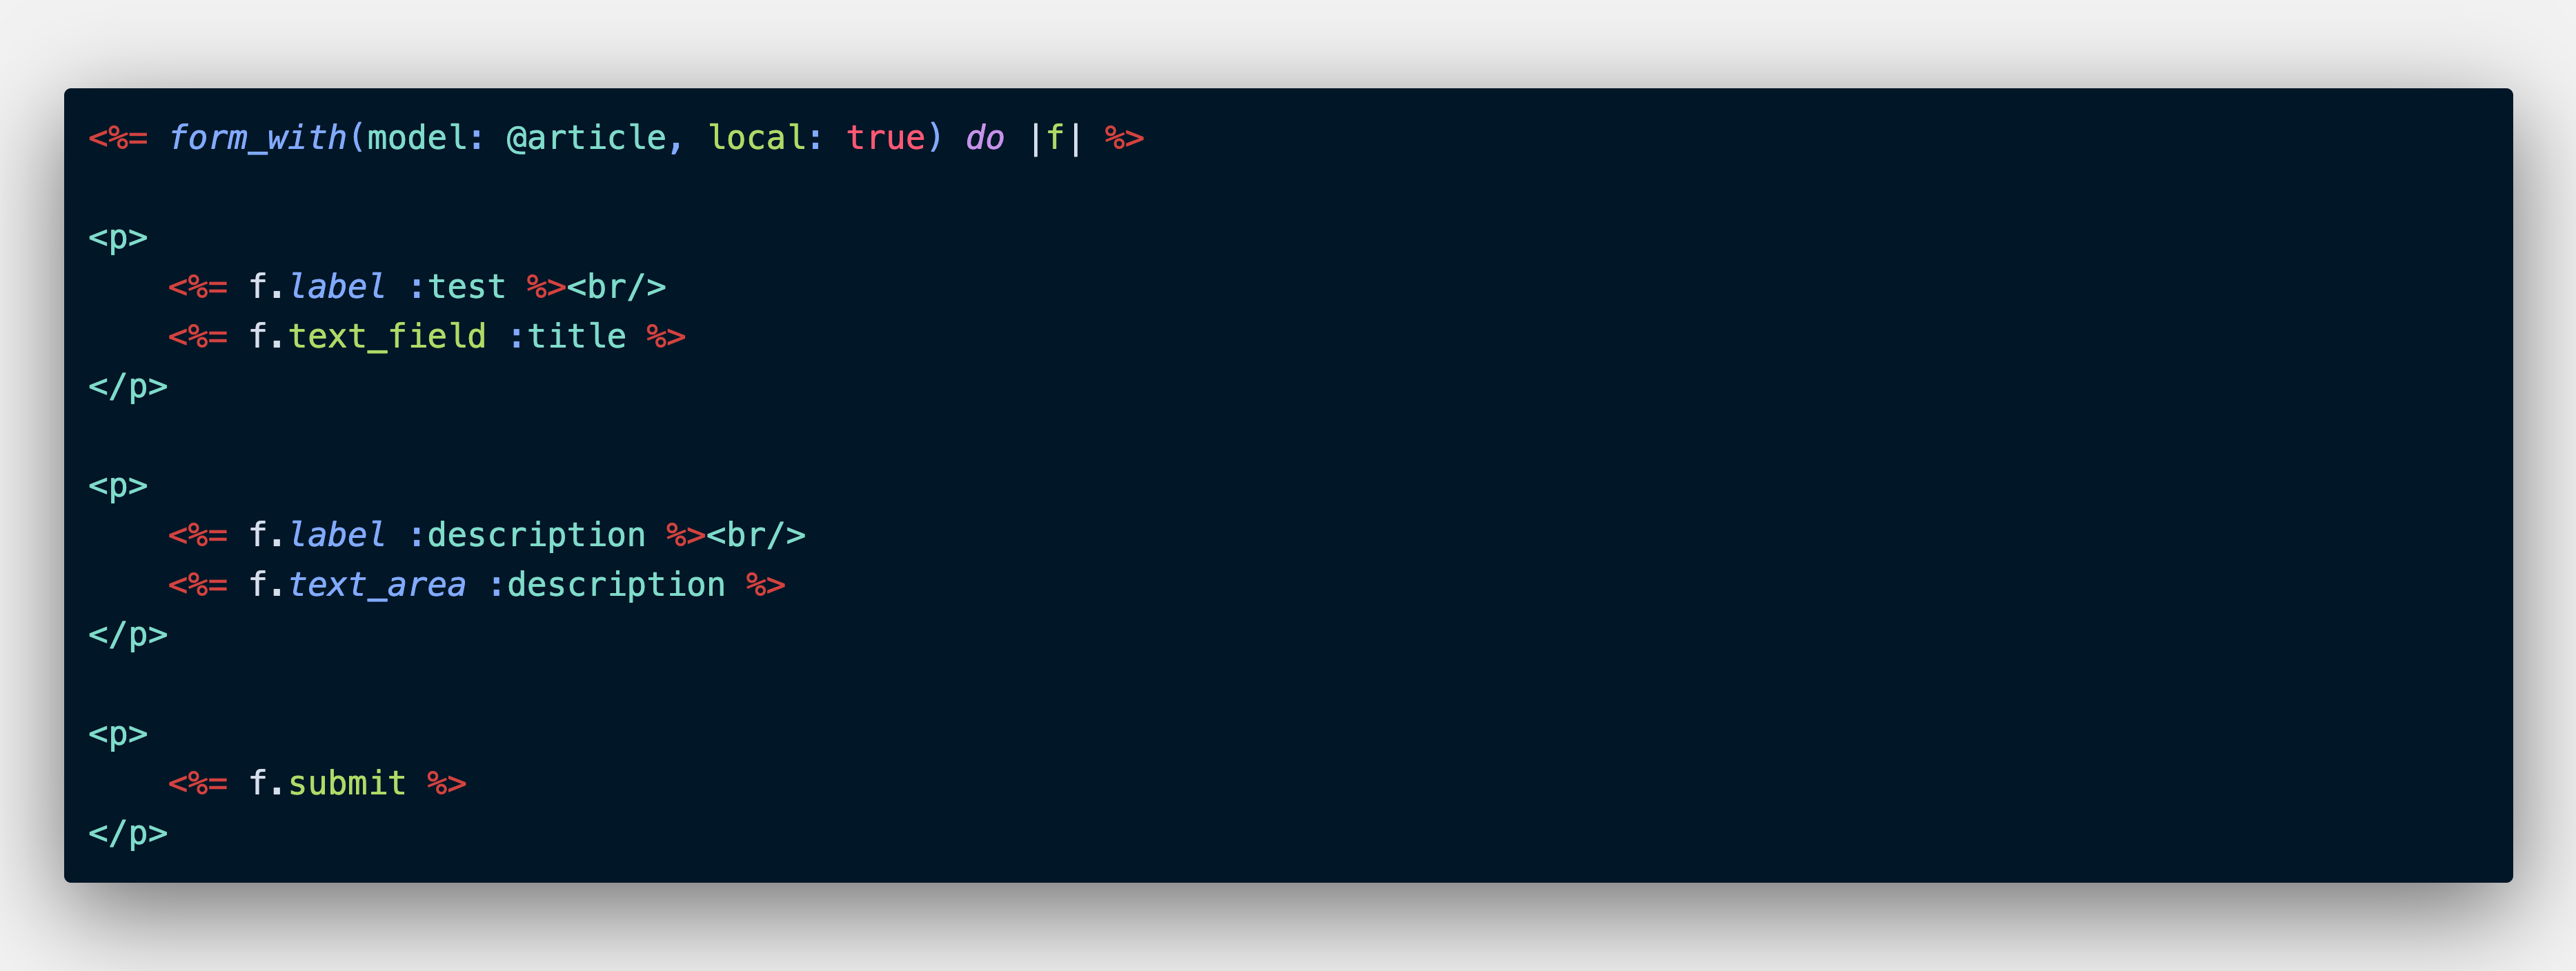 <%= form_with(model: @article, local: true) do |f| %>
<p>
<%= f.label :test %><br/>
<%= f.text_field :title %>
</p>
<p>
<%= f.label :description %><br/>
<%= f.text_area :description %>
</p>
<p>
<%= f.submit %>
</p>